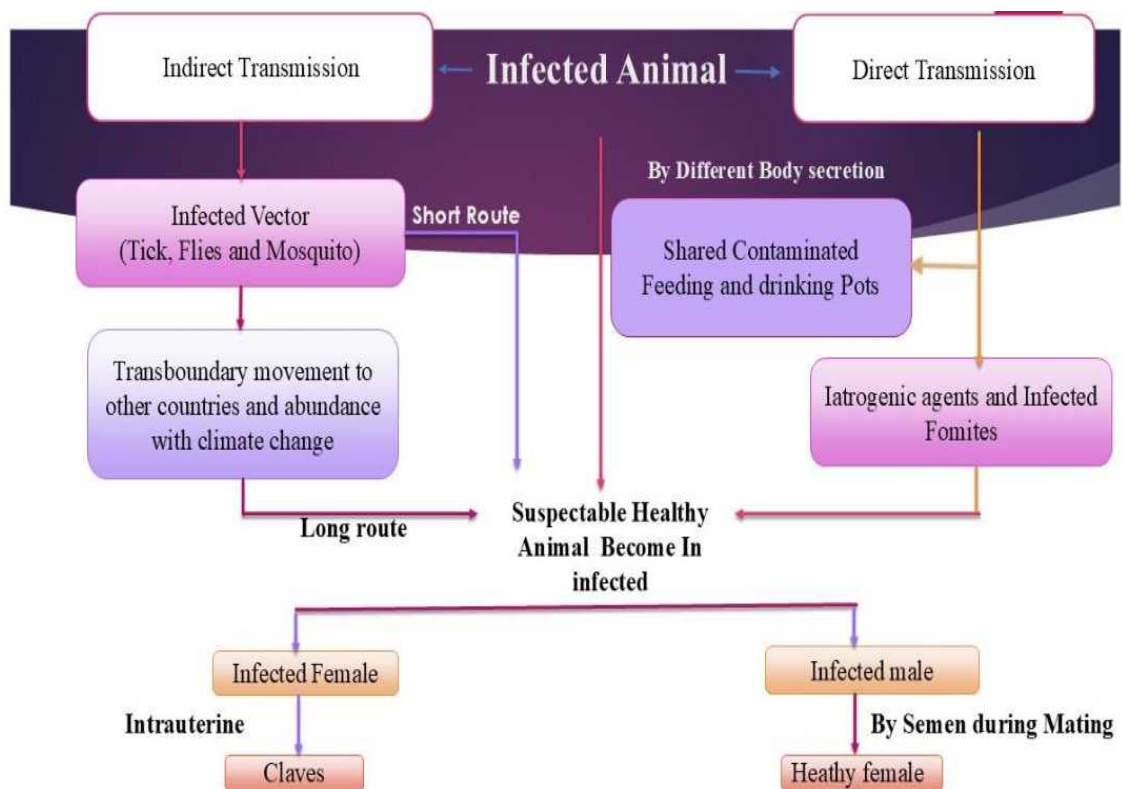 Indirect Transmission
Infected Animal
Direct Transmission
By Different Body secretion
Infected Vector
(Tick, Flies and Mosquito)
Short Route
Shared Contaminated
Feeding and drinking Pots
Transboundary movement to
other countries and abundance
with climate change
Iatrogenic agents and Infected
Fomites
Long route
Suspectable Healthy
Animal Become In
infected
Infected Female
Infected male
Intrauterine
By Semen during Mating
Claves
Heathy female